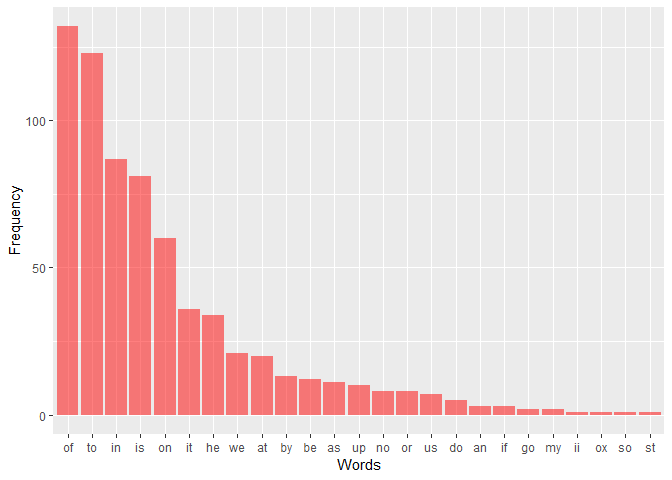 100
50
0
Frequency
of to in is on it he we at by be as up no or us do an if go my ii ox so st
Words